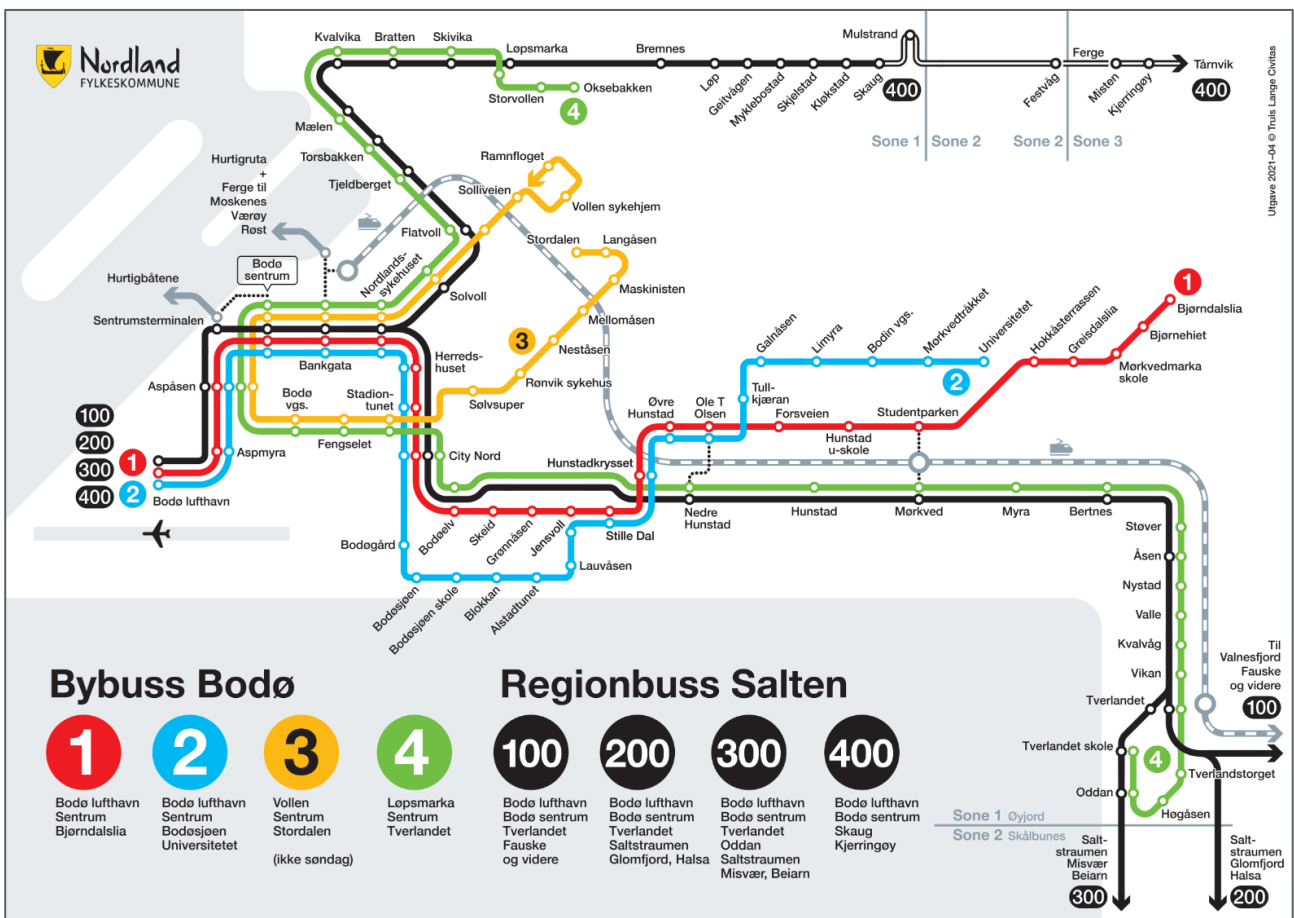 Nordland
FYLKESKOMMUNE
Kvalvika
Bratten
Skivika
Løpsmarka
Bremnes
Mulstrand
Ferge
Tårnvik
400
400
Løp
Geitvågen
Myklebostad
Skjelstad
Kløkstad
Skaug
Festvåg
Misten
Kjerringøy
Sone 1
Sone 2
Sone 2
Sone 3
Utgave 2021–04 © Truls Lange Civitas
Storvollen
Oksebakken
4
Mælen
Torsbakken
Tjeldberget
Flatvoll
Nordlands-
sykehuset
Solvoll
Hurtigruta
+
Ferge til
Moskenes
Værøy
Røst
Hurtigbåtene
Bodø
sentrum
Sentrumsterminalen
Ramnfloget
Solliveien
Vollen sykehjem
Stordalen
Langåsen
Maskinisten
Mellomåsen
Neståsen
3
Rønvik sykehus
Sølvsuper
Herreds-
huset
Bankgata
Aspåsen
Bodø
vgs.
Stadion-
tunet
Aspmyra
Fengselet
City Nord
100
200
300
1
400
2
Bodø lufthavn
Galnåsen
Limyra
Bodin vgs.
Mørkvedtråkket
Universitetet
2
Hokkåsterrassen
Greisdalslia
1
Bjørndalslia
Bjørnehiet
Mørkvedmarka
skole
Tull-
kjæran
Øvre
Hunstad
Ole T
Olsen
Forsveien
Hunstad
u-skole
Studentparken
Hunstadkrysset
Bodøelv
Skeid
Grønnåsen
Jensvoll
Stille Dal
Nedre
Hunstad
Hunstad
Mørkved
Myra
Bertnes
Bodøgård
Lauvåsen
Bodøsjøen
Bodøsjøen skole
Blokkan
Alstadtunet
Støver
Åsen
Nystad
Valle
Kvalvåg
Vikan
Tverlandet
Tverlandet skole
4
Oddan
Tverlandstorget
Høgåsen
Til
Valnesfjord
Fauske
og videre
100
Sone 1 Øyjord
Sone 2 Skålbunes
Salt-
straumen
Misvær
Beiarn
300
Salt-
straumen
Glomfjord
Halsa
200
Bybuss Bodø
1
Bodø lufthavn
Sentrum
Bjørndalslia
2
Bodø lufthavn
Sentrum
Bodøsjøen
Universitetet
3
Vollen
Sentrum
Stordalen
(ikke søndag)
4
Løpsmarka
Sentrum
Tverlandet
Regionbuss Salten
100
Bodø lufthavn
Bodø sentrum
Tverlandet
Fauske
og videre
200
Bodø lufthavn
Bodø sentrum
Tverlandet
Saltstraumen
Glomfjord, Halsa
300
Bodø lufthavn
Bodø sentrum
Tverlandet
Oddan
Saltstraumen
Misvær, Beiarn
400
Bodø lufthavn
Bodø sentrum
Skaug
Kjerringøy